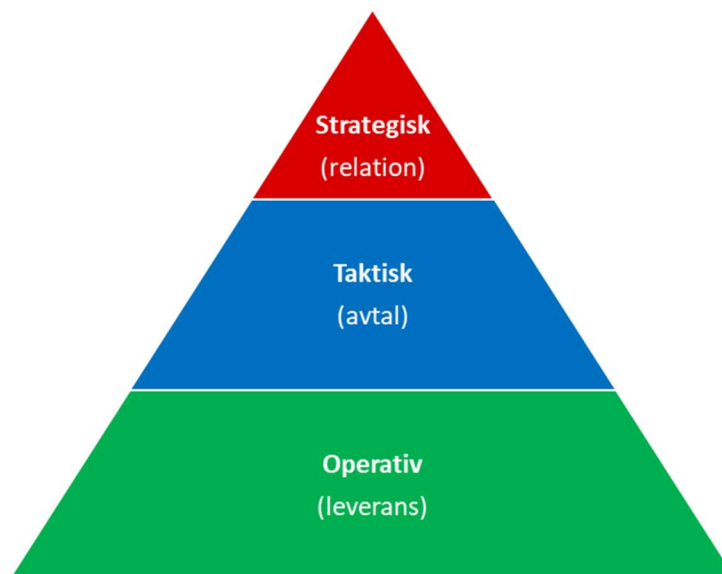 Strategisk
(relation)
Taktisk
(avtal)
Operativ
(leverans)